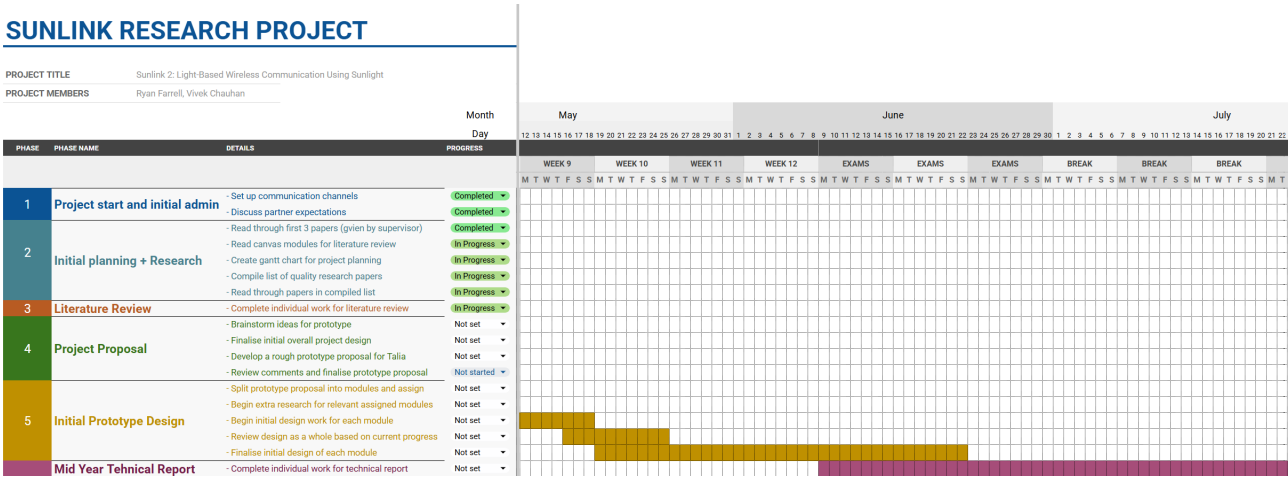 SUNLINK RESEARCH PROJECT
PROJECT TITLE Sunlink 2: Light-Based Wireless Communication Using Sunlight
PROJECT MEMBERS Ryan Farrell, Vivek Chauhan
Month May June July
Day 12 13 14 15 16 17 18 19 20 21 22 23 24 25 26 27 28 29 30 31 1 2 3 4 5 6 7 8 9 10 11 12 13 14 15 16 17 18 19 20 21 22 23 24 25 26 27 28 29 30 1 2 3 4 5 6 7 8 9 10 11 12 13 14 15 16 17 18 19 20 21 22
PHASE PHASE NAME DETAILS PROGRESS
WEEK 9 WEEK 10 WEEK 11 WEEK 12 EXAMS EXAMS EXAMS BREAK BREAK BREAK
M T W T F S S M T W T F S S M T W T F S S M T W T F S S M T W T F S S M T W T F S S M T W T F S S M T W T F S S M T W T F S S M T W T F S S M T
1 Project start and initial admin - Set up communication channels Completed
- Discuss partner expectations Completed
2 Initial planning + Research - Read through first 3 papers (gvien by supervisor) Completed
- Read canvas modules for literature review In Progress
- Create gantt chart for project planning In Progress
- Compile list of quality research papers In Progress
- Read through papers in compiled list In Progress
3 Literature Review - Complete individual work for literature review In Progress
4 Project Proposal - Brainstorm ideas for prototype Not set
- Finalise initial overall project design Not set
- Develop a rough prototype proposal for Talia Not set
- Review comments and finalise prototype proposal Not started
5 Initial Prototype Design - Split prototype proposal into modules and assign Not set
- Begin extra research for relevant assigned modules Not set
- Begin initial design work for each module Not set
- Review design as a whole based on current progress Not set
- Finalise initial design of each module Not set
Mid Year Tehnical Report - Complete individual work for technical report Not set